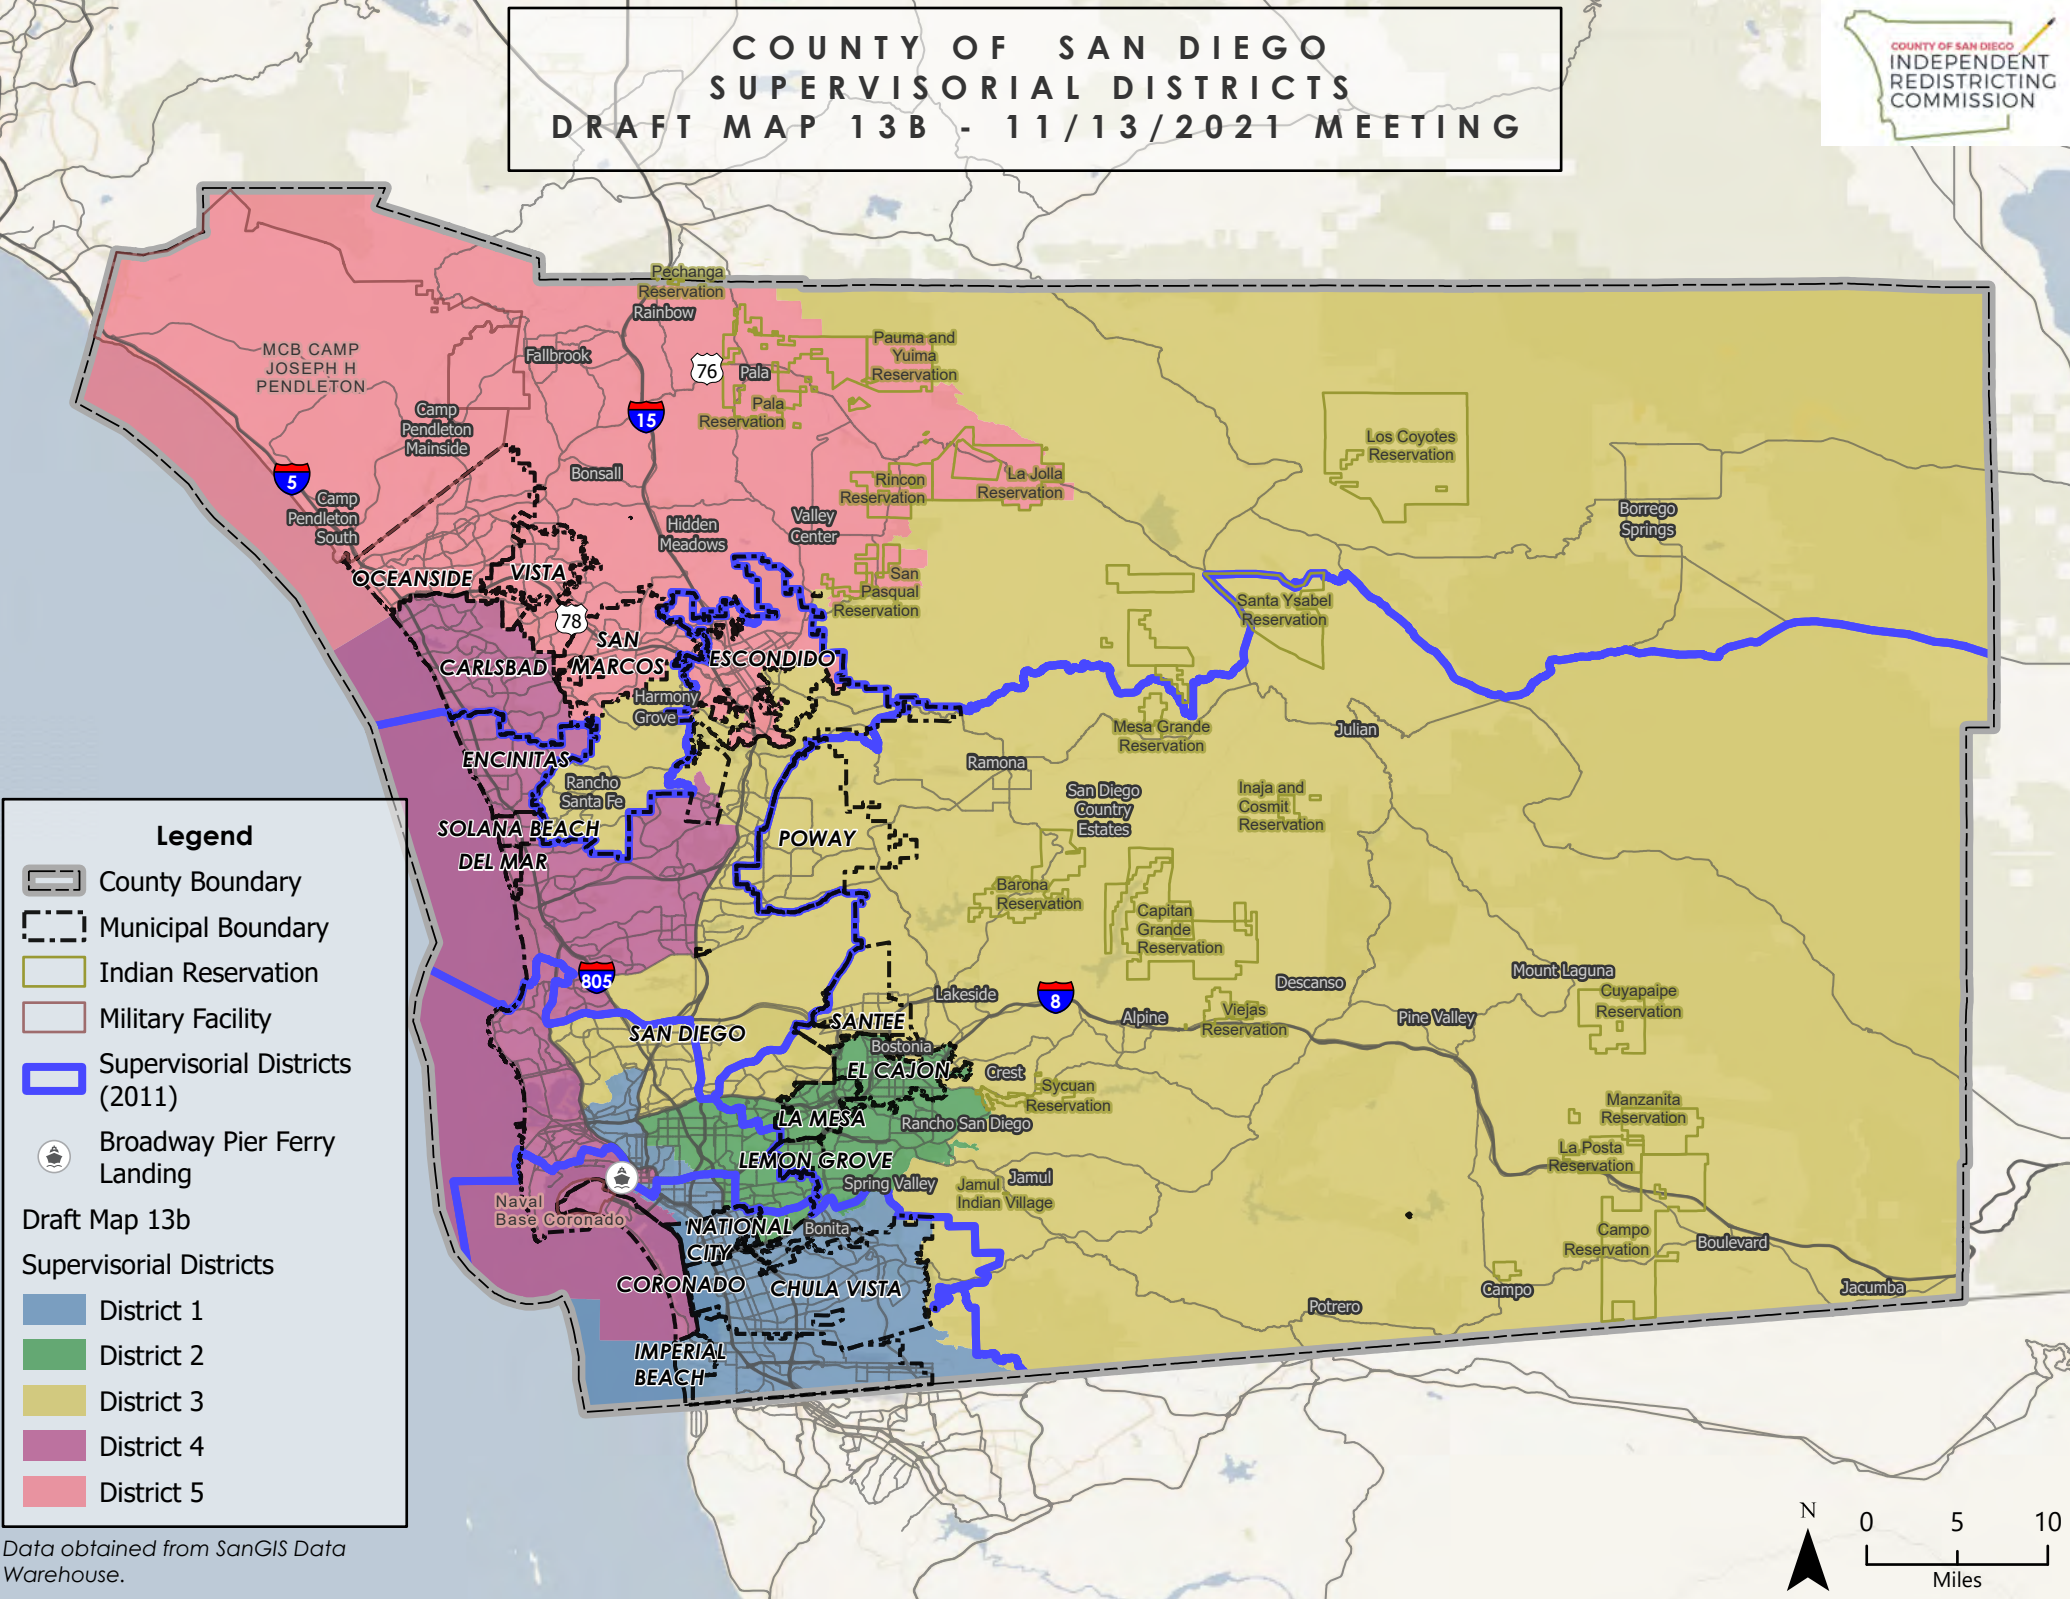 COUNTY OF SAN DIEGO
SUPERVISORIAL DISTRICTS
DRAFT MAP 13B - 11/13/2021 MEETING
COUNTY OF SAN DIEGO
INDEPENDENT
REDISTRICTING
COMMISSION
Pechanga
Reservation
Rainbow
MCB CAMP
JOSEPH H
PENDLETON
Fallbrook
76
Pala
Pauma and
Yuima
Reservation
Pala
Reservation
15
Camp
Pendleton
Mainside
Los Coyotes
Reservation
5
Bonsall
Rincon
Reservation
La Jolla
Reservation
Camp
Pendleton
South
Hidden
Meadows
Valley
Center
Borrego
Springs
OCEANSIDE
VISTA
San
Pasqual
Reservation
78
Santa Ysabel
Reservation
SAN
MARCOS
CARLSBAD
ESCONDIDO
Harmony
Grove
Mesa Grande
Reservation
Julian
ENCINITAS
Ramona
Rancho
Santa Fe
San Diego
Country
Estates
Inaja and
Cosmit
Reservation
SOLANA BEACH
POWAY
DEL MAR
Barona
Reservation
Capitan
Grande
Reservation
805
Lakeside
8
Descanso
Mount Laguna
Cuyapaipe
Reservation
SAN DIEGO
SANTEE
Alpine
Viejas
Reservation
Pine Valley
Bostonia
EL CAJON
Crest
Sycuan
Reservation
LA MESA
Rancho San Diego
Manzanita
Reservation
LEMON GROVE
La Posta
Reservation
Spring Valley
Jamul
Indian Village
Jamul
Naval
Base Coronado
NATIONAL
CITY
Bonita
Campo
Reservation
Boulevard
CORONADO
CHULA VISTA
Campo
Jacumba
Potrero
IMPERIAL
BEACH
Legend
County Boundary
Municipal Boundary
Indian Reservation
Military Facility
Supervisorial Districts
(2011)
Broadway Pier Ferry
Landing
Draft Map 13b
Supervisorial Districts
District 1
District 2
District 3
District 4
District 5
Data obtained from SanGIS Data
Warehouse.
N
0 5 10
Miles